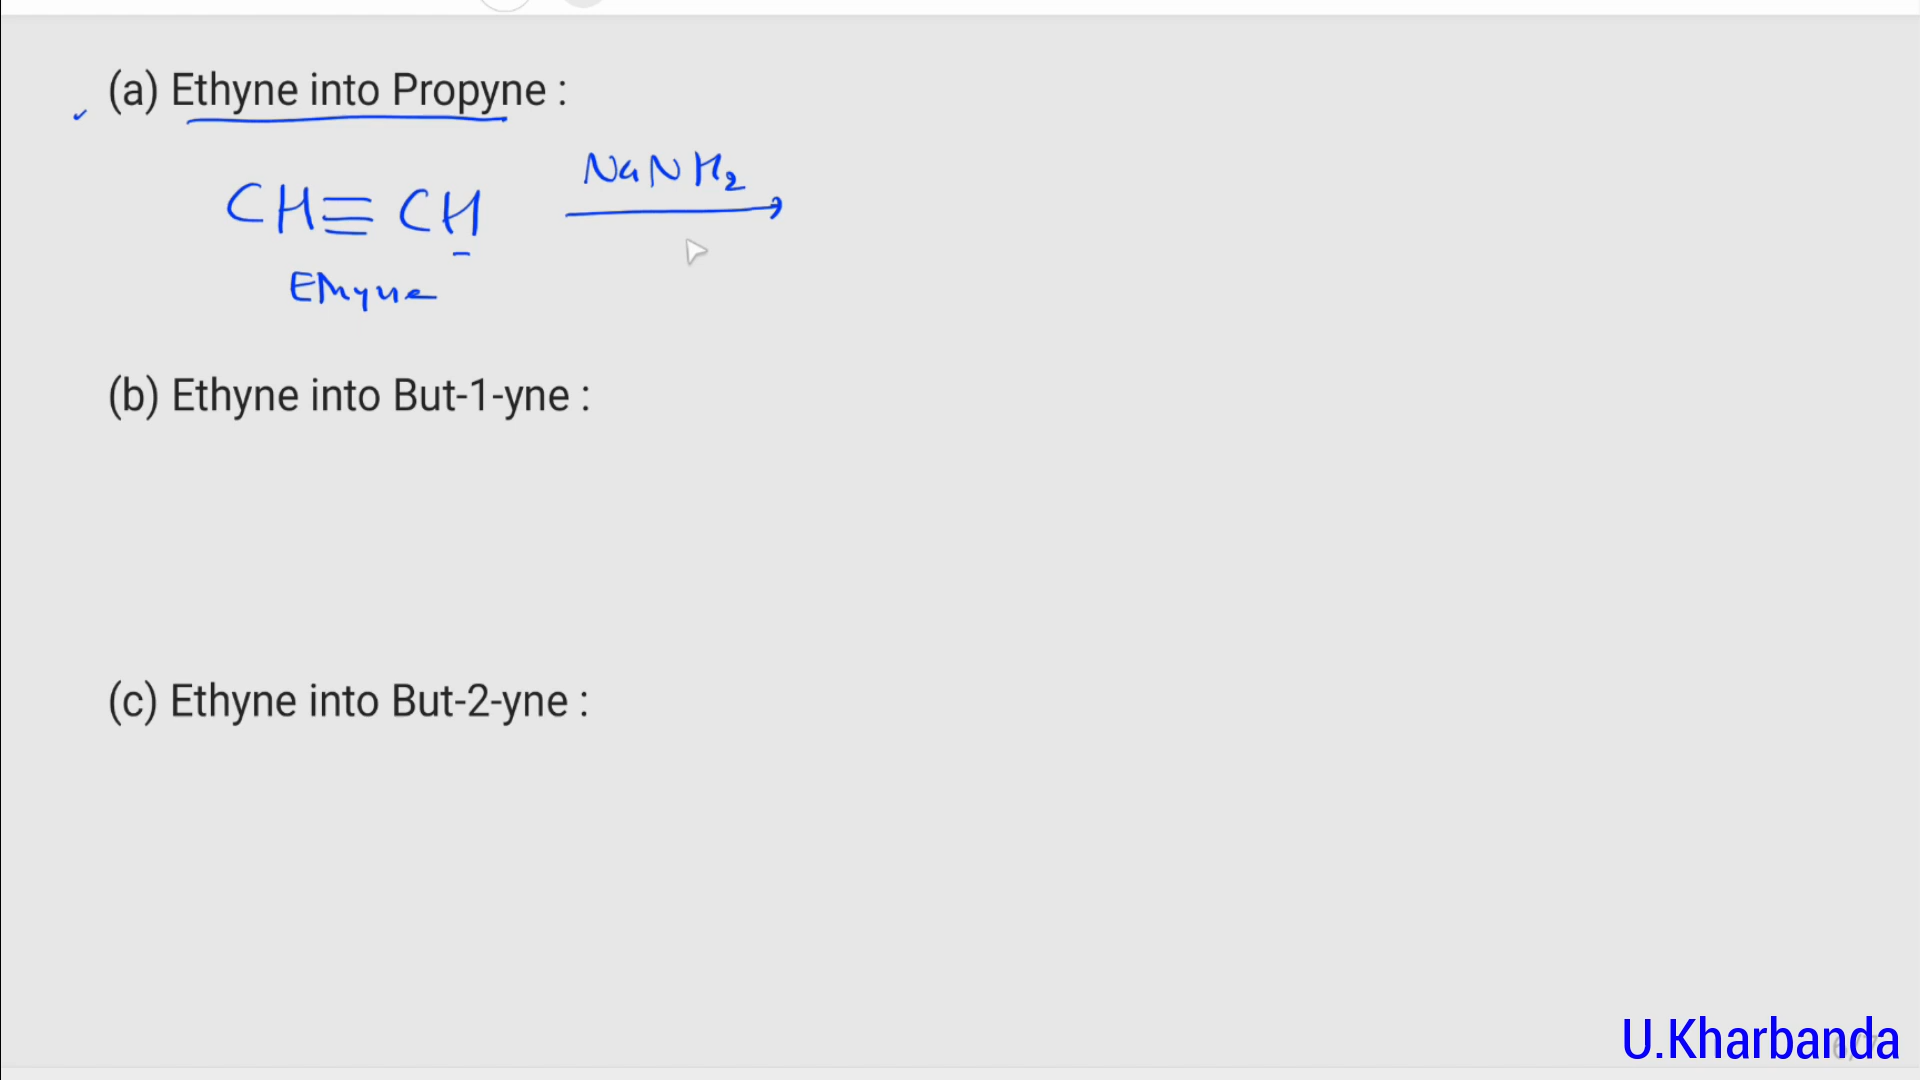 (a) Ethyne into Propyne :
NaNH₂
CH≡CH
Ethyne
(b) Ethyne into But-1-yne :
(c) Ethyne into But-2-yne :
U.Kharbanda